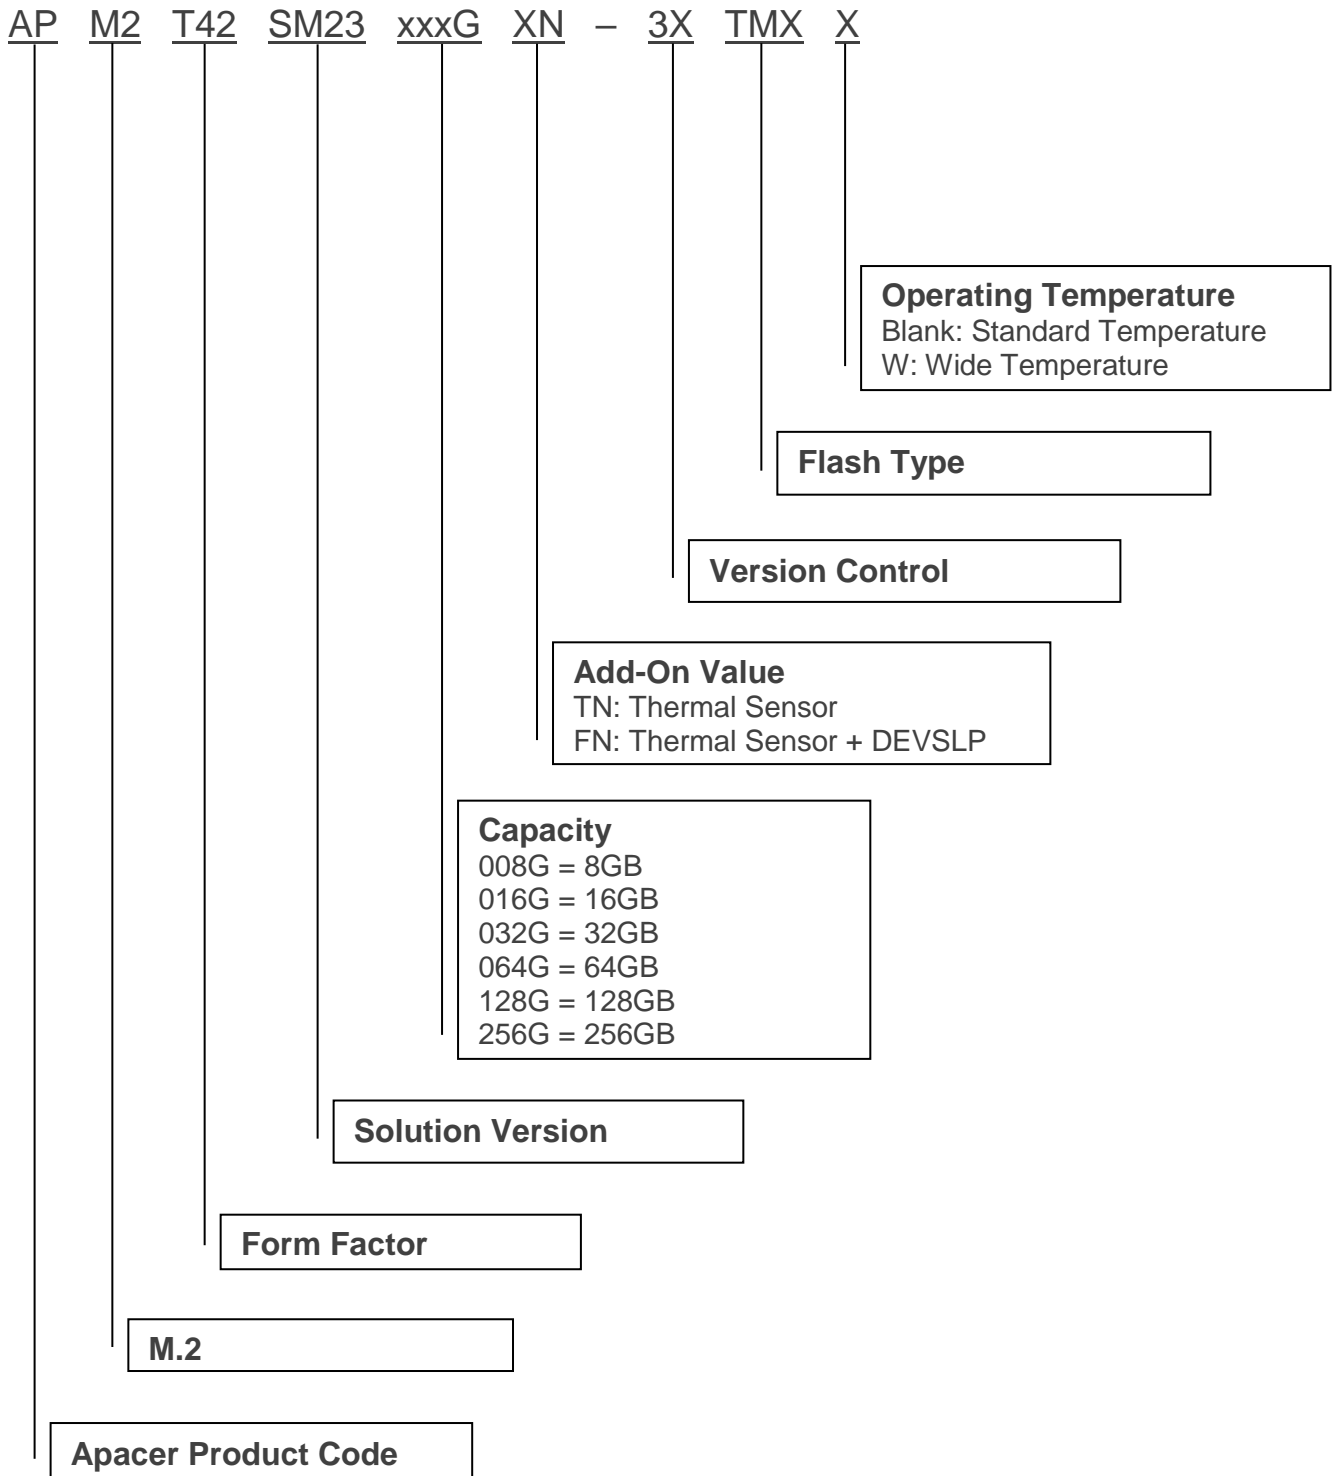 AP M2 T42 SM23 xxxG XN – 3X TMX X
Operating Temperature
Blank: Standard Temperature
W: Wide Temperature
Flash Type
Version Control
Add-On Value
TN: Thermal Sensor
FN: Thermal Sensor + DEVSLP
Capacity
008G = 8GB
016G = 16GB
032G = 32GB
064G = 64GB
128G = 128GB
256G = 256GB
Solution Version
Form Factor
M.2
Apacer Product Code